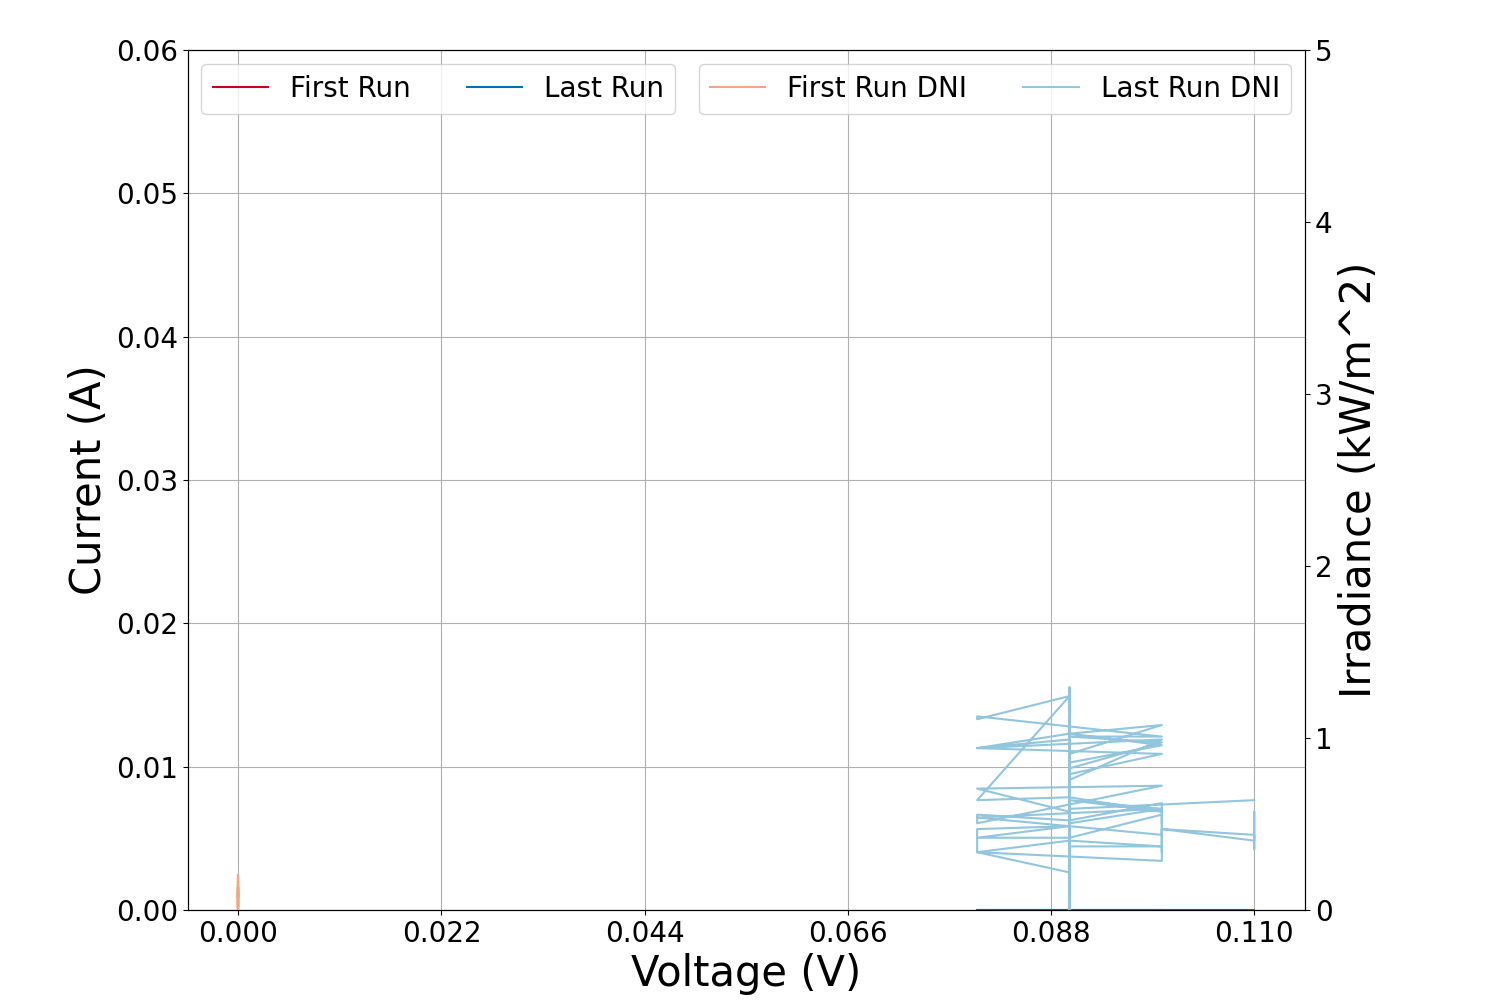 First Run
Last Run
First Run DNI
Last Run DNI
0.06
0.05
0.04
0.03
0.02
0.01
0.00
Current (A)
5
4
3
2
1
0
Irradiance (kW/m^2)
0.000
0.022
0.044
0.066
0.088
0.110
Voltage (V)